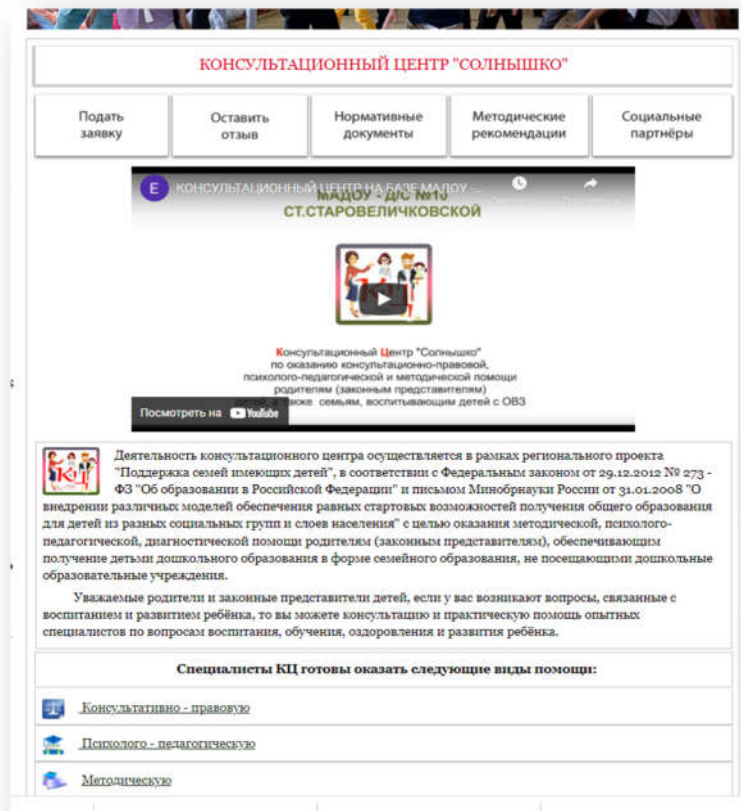 КОНСУЛЬТАЦИОННЫЙ ЦЕНТР "СОЛНЫШКО"
Подать
заявку
Оставить
отзыв
Нормативные
документы
Методические
рекомендации
Социальные
партнёры
Е
КОНСУЛЬТАЦИОННЫЙ ЦЕНТР НА БАЗЕ МАДОУ -...
МАДОУ - Д/С №10
СТ.СТАРОВЕЛИЧКОВСКОЙ
КЦ
Консультационный Центр "Солнышко"
по оказанию консультационно-правовой,
психолого-педагогической и методической помощи
родителям (законным представителям)
детей, а также семьям, воспитывающим детей с ОВЗ
Посмотреть на YouTube
КЦ
Деятельность консультационного центра осуществляется в рамках регионального проекта
"Поддержка семей имеющих детей", в соответствии с Федеральным законом от 29.12.2012 № 273 -
ФЗ "Об образовании в Российской Федерации" и письмом Минобрнауки России от 31.01.2008 "О
внедрении различных моделей обеспечения равных стартовых возможностей получения общего образования
для детей из разных социальных групп и слоев населения" с целью оказания методической, психолого-
педагогической, диагностической помощи родителям (законным представителям), обеспечивающим
получение детьми дошкольного образования в форме семейного образования, не посещающими дошкольные
образовательные учреждения.
Уважаемые родители и законные представители детей, если у вас возникают вопросы, связанные с
воспитанием и развитием ребёнка, то вы можете консультацию и практическую помощь опытных
специалистов по вопросам воспитания, обучения, оздоровления и развития ребёнка.
Специалисты КЦ готовы оказать следующие виды помощи:
Консультативно - правовую
Психолого - педагогическую
Методическую